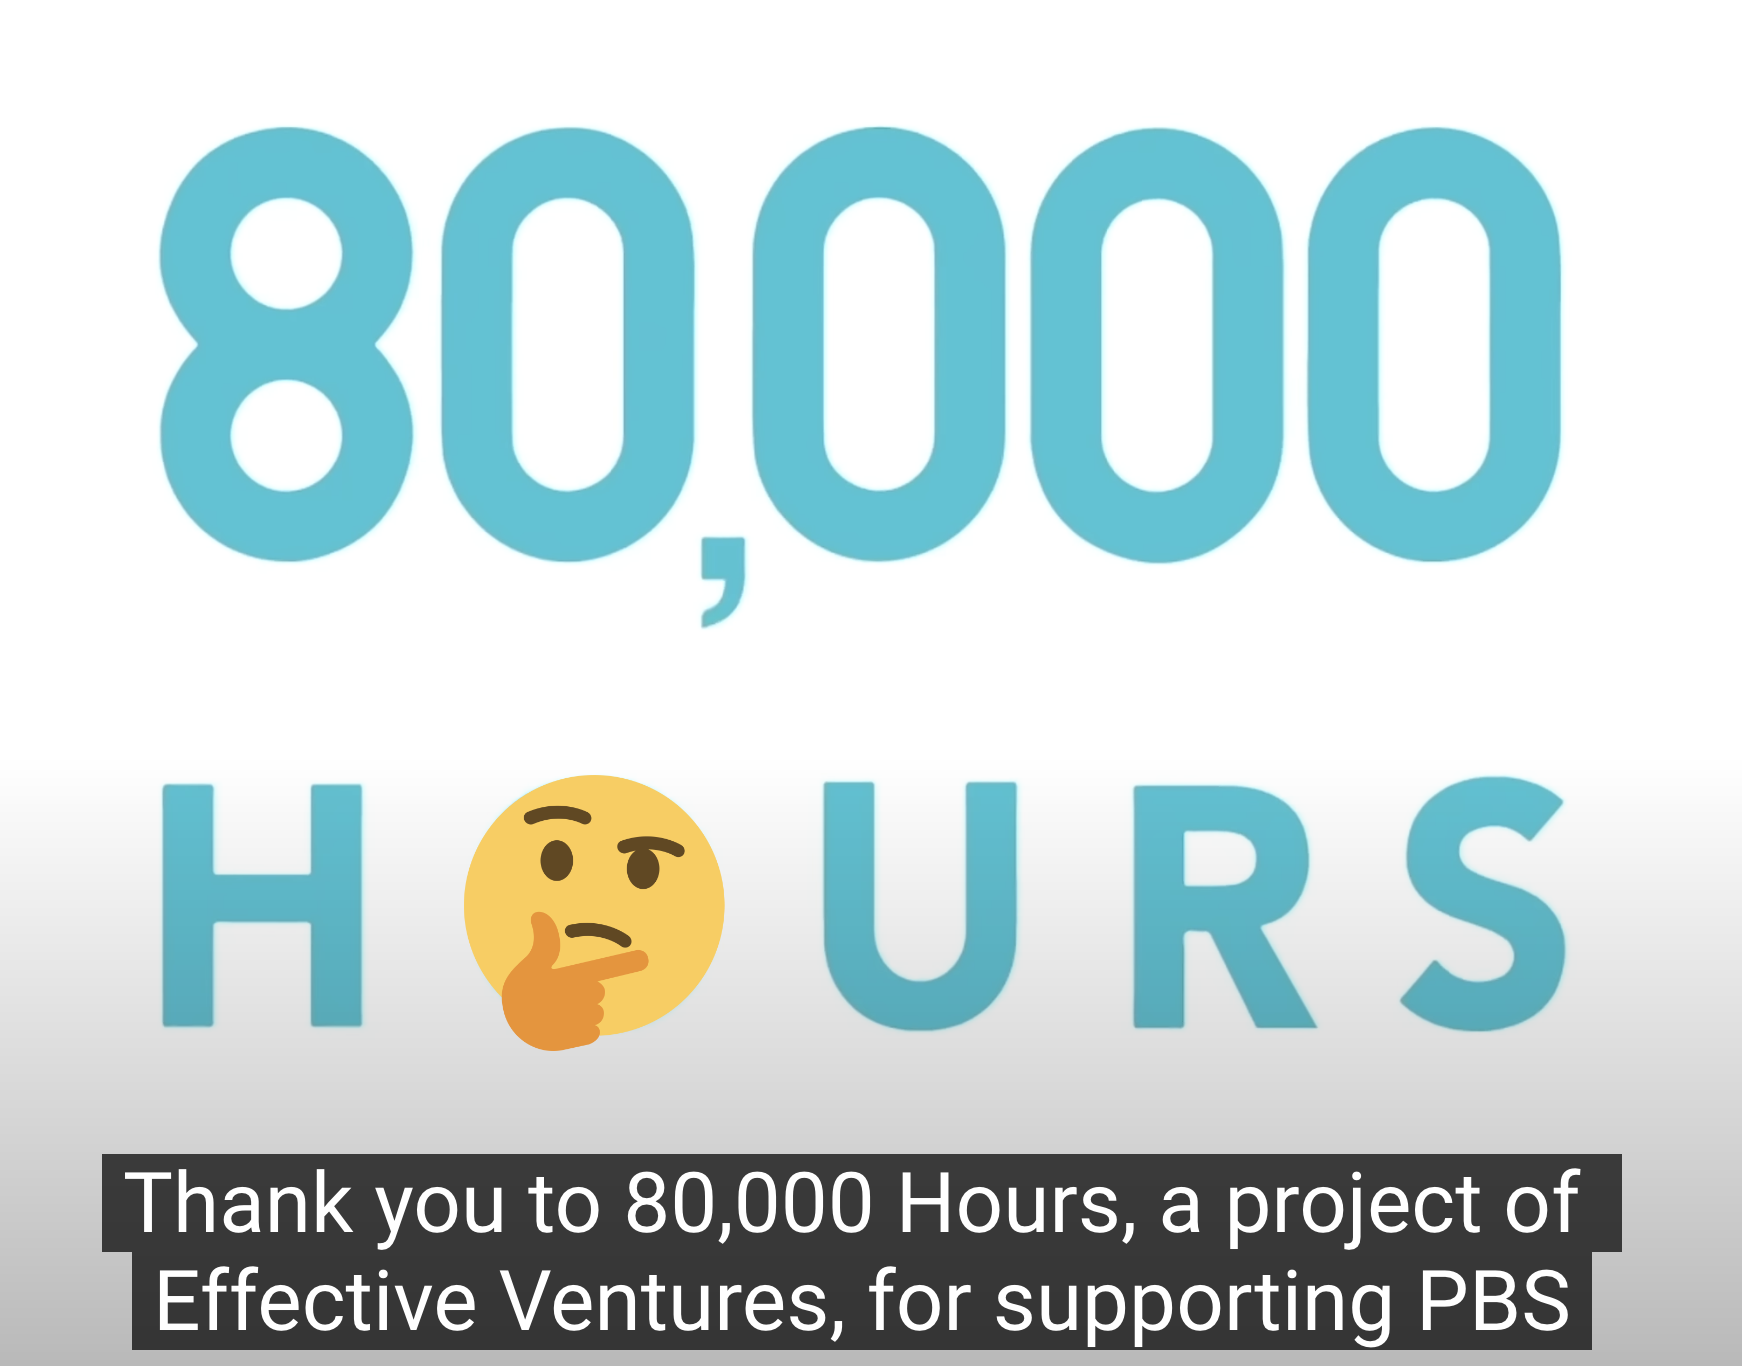 80,000
H🤔URS
Thank you to 80,000 Hours, a project of
Effective Ventures, for supporting PBS